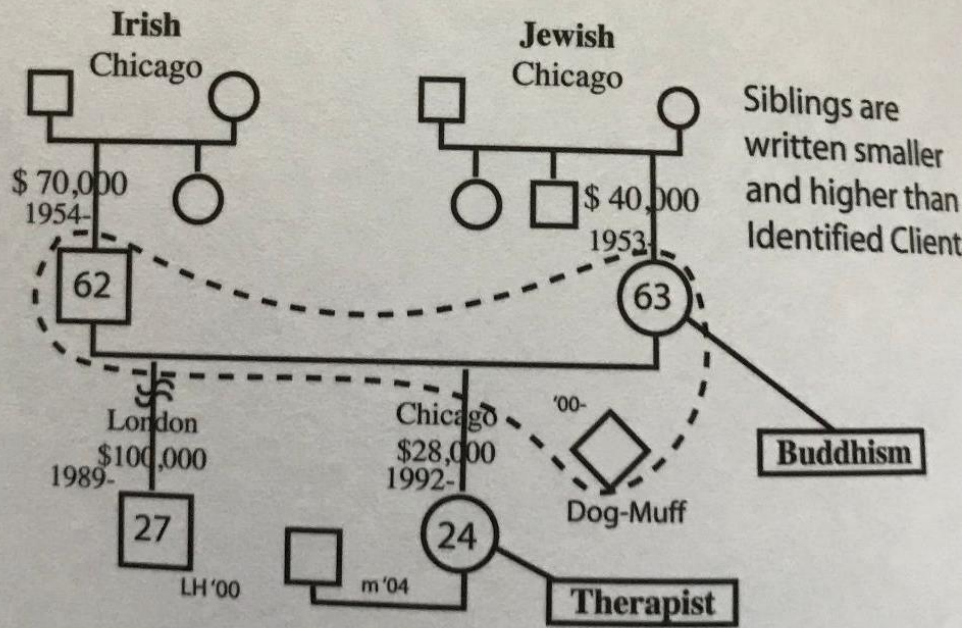 Irish
Chicago
Jewish
Chicago
Siblings are
written smaller
and higher than
Identified Client
$ 70,000
1954-
$ 40,000
1953-
62
63
London
$100,000
1989-
Chicago
$28,000
1992-
'00-
Dog-Muff
Buddhism
27
LH '00
m '04
24
Therapist